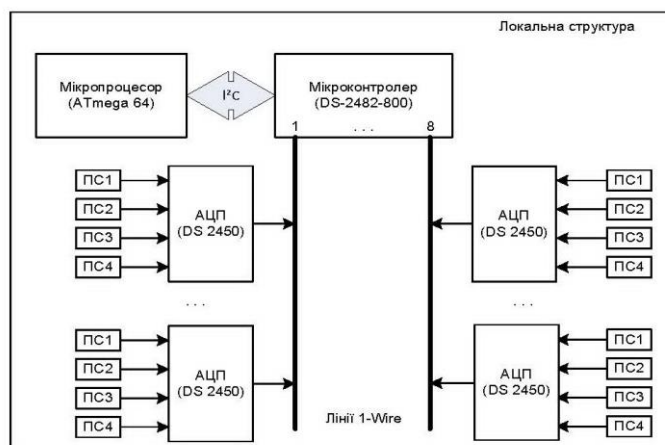 Локальна структура
Мікропроцесор
(ATmega 64)
I²C
Мікроконтролер
(DS-2482-800)
1 . . . 8
ПС1
ПС2
ПС3
ПС4
АЦП
(DS 2450)
ПС1
ПС2
ПС3
ПС4
АЦП
(DS 2450)
. . .
. . .
ПС1
ПС2
ПС3
ПС4
АЦП
(DS 2450)
ПС1
ПС2
ПС3
ПС4
АЦП
(DS 2450)
Лінії 1-Wire